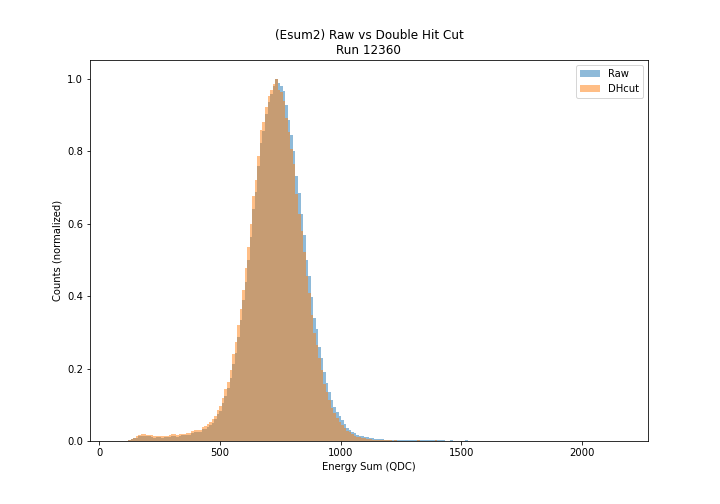 (Esum2) Raw vs Double Hit Cut
Run 12360
Raw
DHcut
Counts (normalized)
1.0
0.8
0.6
0.4
0.2
0.0
0
500
1000
1500
2000
Energy Sum (QDC)